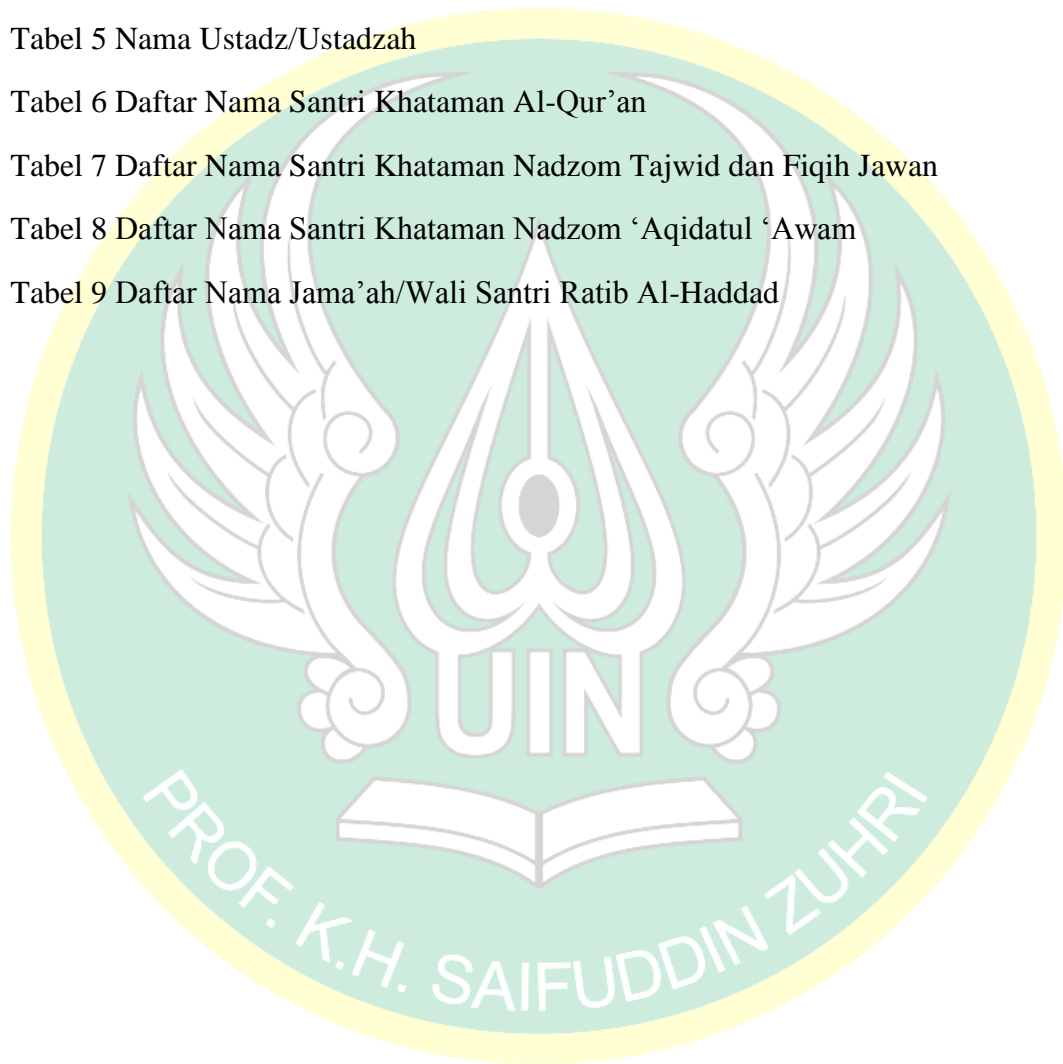 Tabel 5 Nama Ustadz/Ustadzah
Tabel 6 Daftar Nama Santri Khataman Al-Qur’an
Tabel 7 Daftar Nama Santri Khataman Nadzom Tajwid dan Fiqih Jawan
Tabel 8 Daftar Nama Santri Khataman Nadzom ‘Aqidatul ‘Awam
Tabel 9 Daftar Nama Jama’ah/Wali Santri Ratib Al-Haddad
UIN
PROF. K.H. SAIFUDDIN ZUHRI